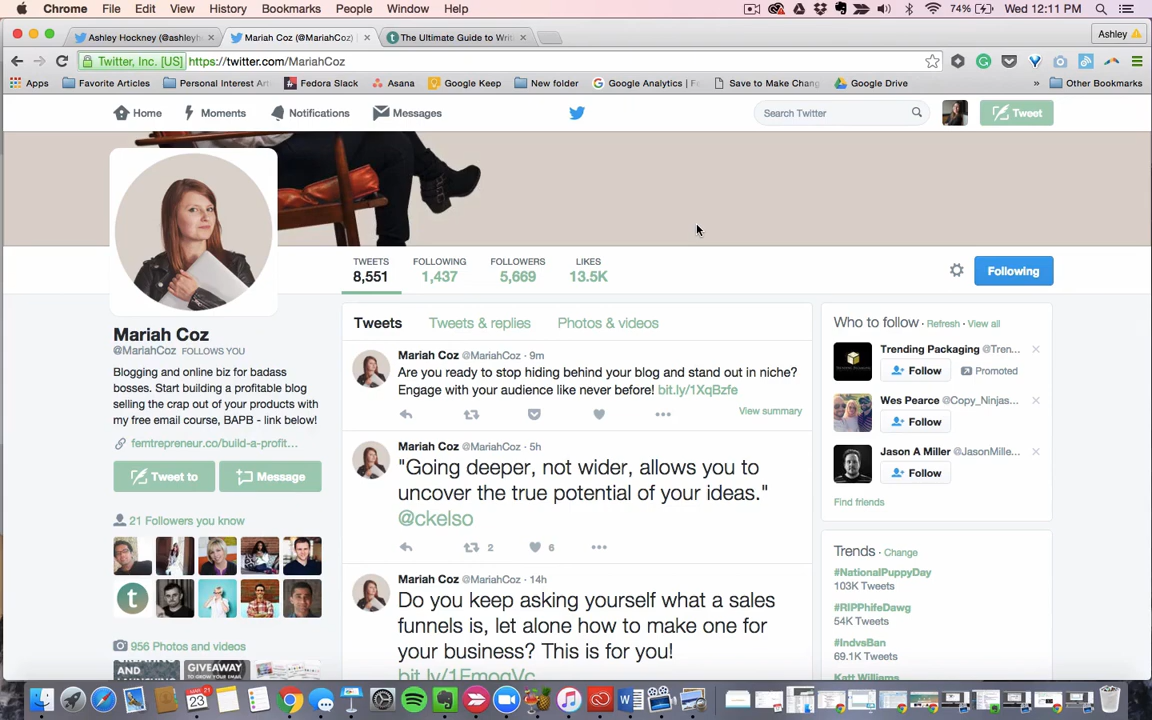 Chrome File Edit View History Bookmarks People Window Help
74% Wed 12:11 PM
Ashley Hockney (@ashleyh
Mariah Coz (@MariahCoz)
The Ultimate Guide to Writ
Ashley
Twitter, Inc. [US] https://twitter.com/MariahCoz
Apps Favorite Articles Personal Interest Art Fedora Slack Asana Google Keep New folder Google Analytics | F Save to Make Chang Google Drive » Other Bookmarks
Home Moments Notifications Messages
Search Twitter
Tweet
TWEETS FOLLOWING FOLLOWERS LIKES
8,551 1,437 5,669 13.5K
Following
Mariah Coz
@MariahCoz FOLLOWS YOU
Blogging and online biz for badass
bosses. Start building a profitable blog
selling the crap out of your products with
my free email course, BAPB - link below!
femtrepreneur.co/build-a-profit...
Tweet to Message
21 Followers you know
t
956 Photos and videos
AND
GIVEAWAY
TO GROW YOUR EMAIL
Tweets Tweets & replies Photos & videos
Mariah Coz @MariahCoz · 9m
Are you ready to stop hiding behind your blog and stand out in niche?
Engage with your audience like never before! bit.ly/1XqBzfe
View summary
Mariah Coz @MariahCoz · 5h
"Going deeper, not wider, allows you to
uncover the true potential of your ideas."
@ckelso
2 6
Mariah Coz @MariahCoz · 14h
Do you keep asking yourself what a sales
funnels is, let alone how to make one for
your business? This is for you!
Who to follow · Refresh · View all
Trending Packaging @Tren...
Follow Promoted
Wes Pearce @Copy_Ninjas...
Follow
Jason A Miller @JasonMille...
Follow
Find friends
Trends · Change
#NationalPuppyDay
103K Tweets
#RIPPhifeDawg
54K Tweets
#IndvsBan
69.1K Tweets
Katt Williams
23